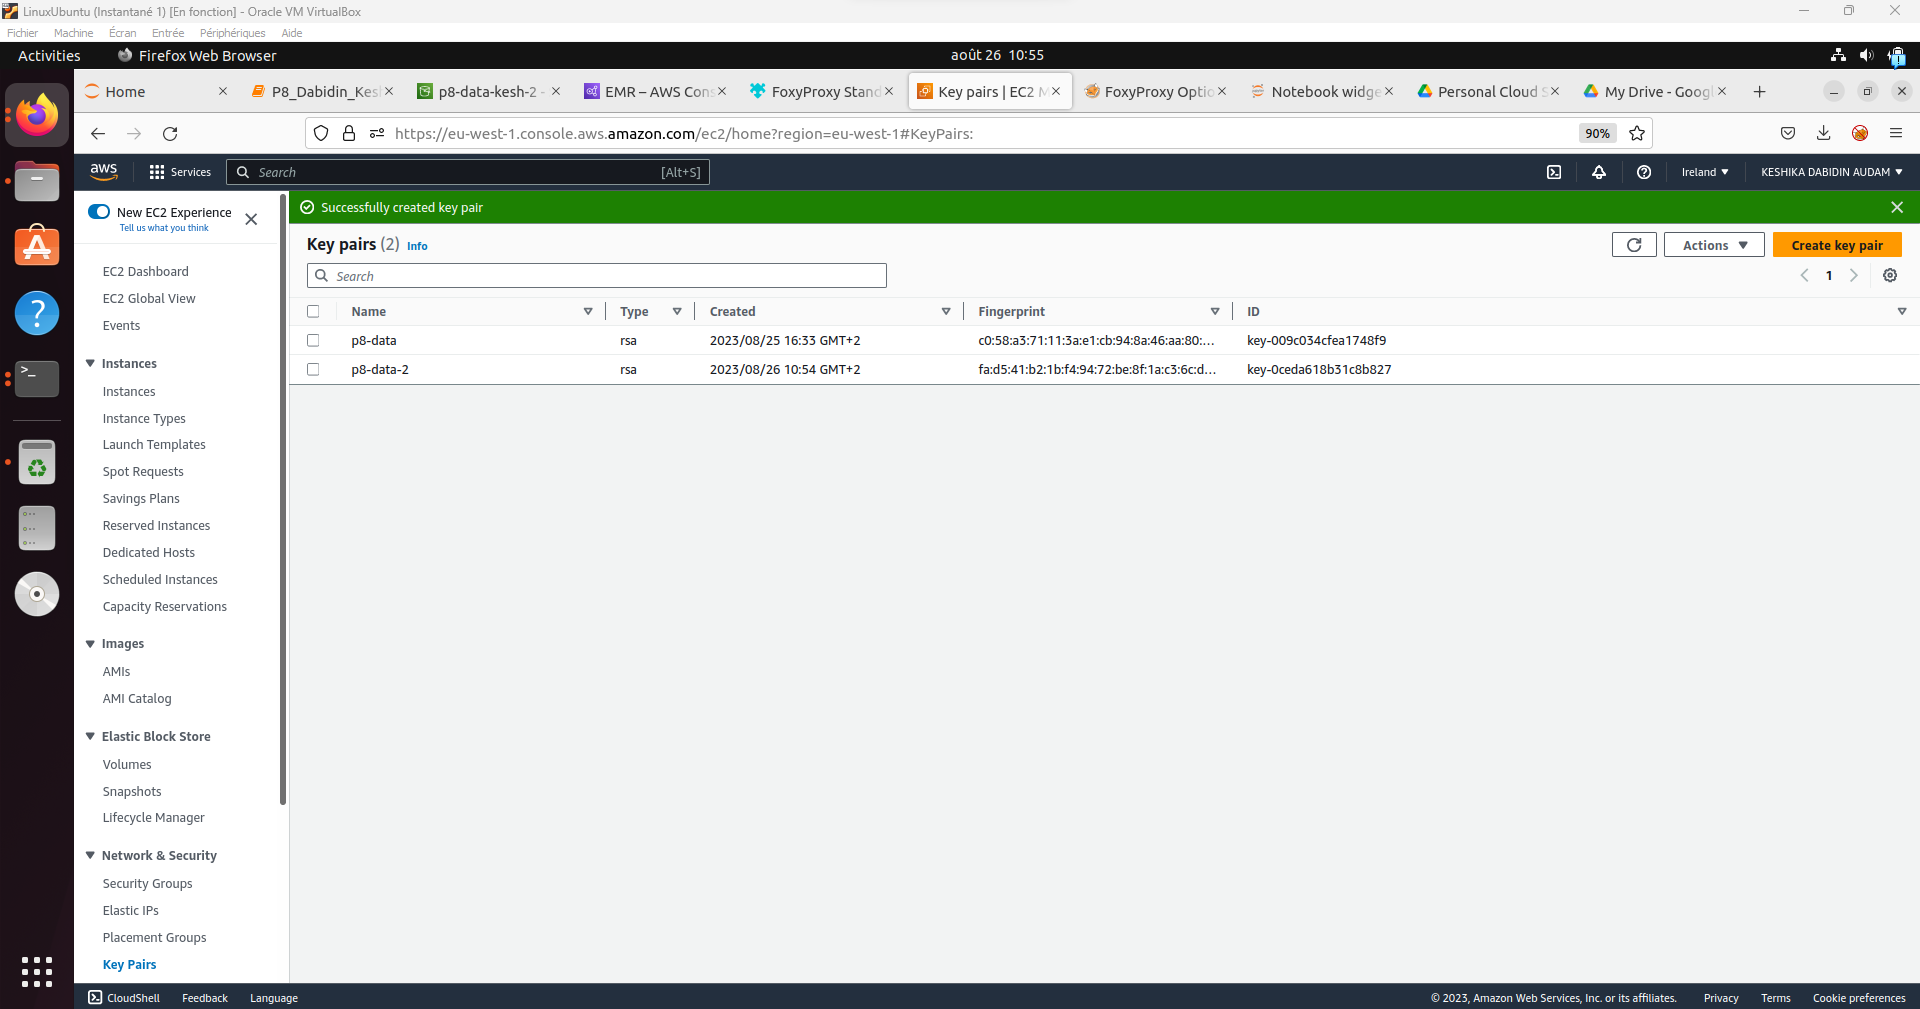 LinuxUbuntu (Instantané 1) [En fonction] - Oracle VM VirtualBox
Fichier Machine Écran Entrée Périphériques Aide
Activities Firefox Web Browser août 26 10:55
Home P8_Dabidin_Kesh p8-data-kesh-2 - EMR – AWS Cons FoxyProxy Stand Key pairs | EC2 M FoxyProxy Optio Notebook widge Personal Cloud S My Drive - Googl
https://eu-west-1.console.aws.amazon.com/ec2/home?region=eu-west-1#KeyPairs: 90%
aws Services Search [Alt+S] Ireland KESHIKA DABIDIN AUDAM
New EC2 Experience
Tell us what you think
Successfully created key pair
Key pairs (2) Info Actions Create key pair
Search 1
Name Type Created Fingerprint ID
p8-data rsa 2023/08/25 16:33 GMT+2 c0:58:a3:71:11:3a:e1:cb:94:8a:46:aa:80:... key-009c034cfea1748f9
p8-data-2 rsa 2023/08/26 10:54 GMT+2 fa:d5:41:b2:1b:f4:94:72:be:8f:1a:c3:6c:d... key-0ceda618b31c8b827
EC2 Dashboard
EC2 Global View
Events
Instances
Instances
Instance Types
Launch Templates
Spot Requests
Savings Plans
Reserved Instances
Dedicated Hosts
Scheduled Instances
Capacity Reservations
Images
AMIs
AMI Catalog
Elastic Block Store
Volumes
Snapshots
Lifecycle Manager
Network & Security
Security Groups
Elastic IPs
Placement Groups
Key Pairs
CloudShell Feedback Language © 2023, Amazon Web Services, Inc. or its affiliates. Privacy Terms Cookie preferences